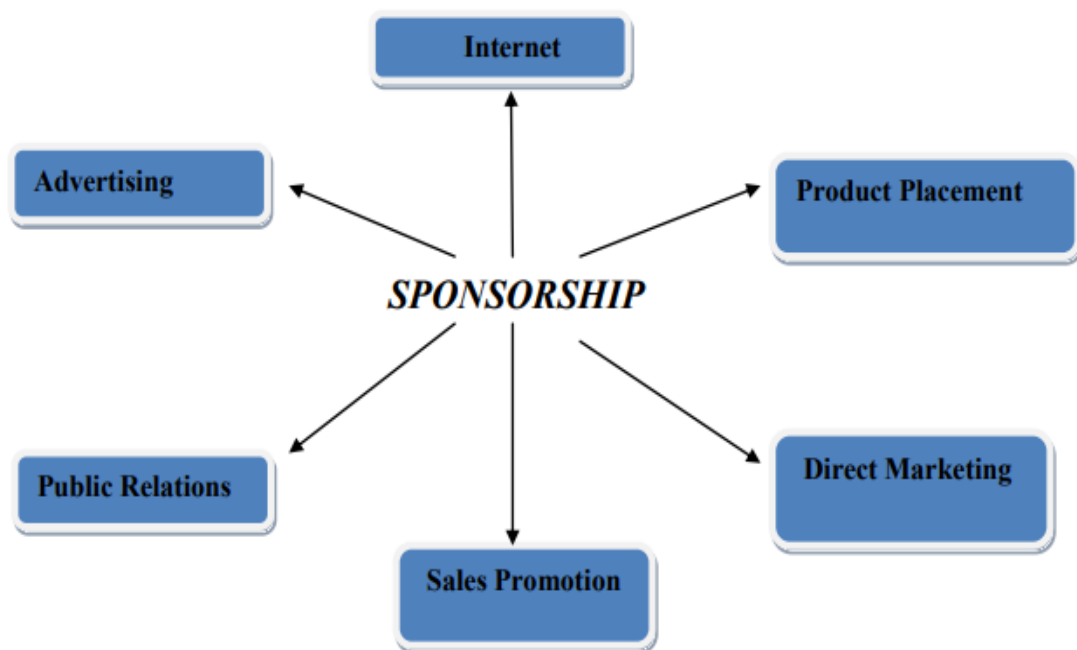 Internet
Advertising
Product Placement
SPONSORSHIP
Public Relations
Direct Marketing
Sales Promotion